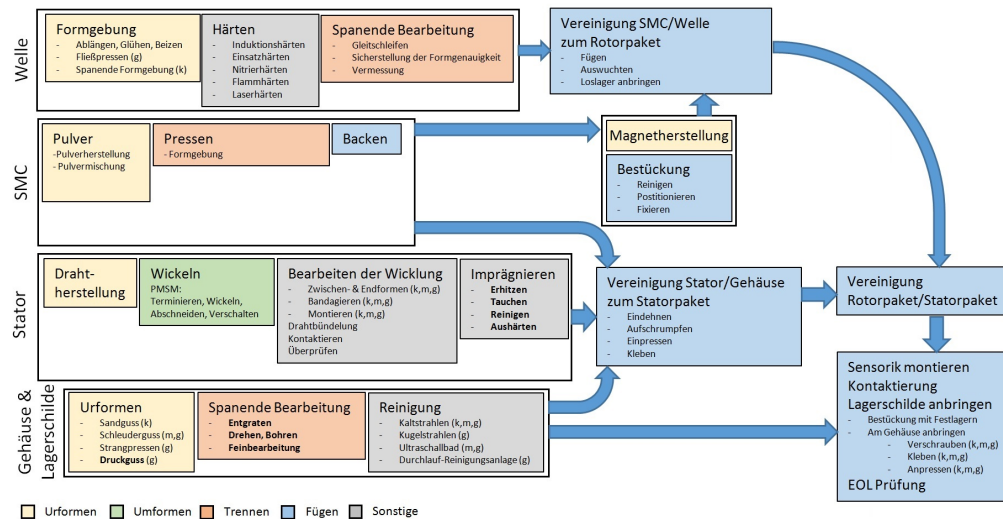 Welle
Formgebung
- Ablängen, Glühen, Beizen
- Fließpressen (g)
- Spanende Formgebung (k)
Härten
- Induktionshärten
- Einsatzhärten
- Nitrierhärten
- Flammhärten
- Laserhärten
Spanende Bearbeitung
- Gleitschleifen
- Sicherstellung der Formgenauigkeit
- Vermessung
Vereinigung SMC/Welle
zum Rotorpaket
- Fügen
- Auswuchten
- Loslager anbringen
SMC
Pulver
-Pulverherstellung
- Pulvermischung
Pressen
- Formgebung
Backen
Magnetherstellung
Bestückung
- Reinigen
- Postitionieren
- Fixieren
Stator
Draht-
herstellung
Wickeln
PMSM:
Terminieren, Wickeln,
Abschneiden, Verschalten
Bearbeiten der Wicklung
- Zwischen- & Endformen (k,m,g)
- Bandagieren (k,m,g)
- Montieren (k,m,g)
Drahtbündelung
Kontaktieren
Überprüfen
Imprägnieren
- Erhitzen
- Tauchen
- Reinigen
- Aushärten
Vereinigung Stator/Gehäuse
zum Statorpaket
- Eindehnen
- Aufschrumpfen
- Einpressen
- Kleben
Vereinigung
Rotorpaket/Statorpaket
Gehäuse &
Lagerschilde
Urformen
- Sandguss (k)
- Schleuderguss (m,g)
- Strangpressen (g)
- Druckguss (g)
Spanende Bearbeitung
- Entgraten
- Drehen, Bohren
- Feinbearbeitung
Reinigung
- Kaltstrahlen (k,m,g)
- Kugelstrahlen (g)
- Ultraschallbad (m,g)
- Durchlauf-Reinigungsanlage (g)
Sensorik montieren
Kontaktierung
Lagerschilde anbringen
- Bestückung mit Festlagern
- Am Gehäuse anbringen
- Verschrauben (k,m,g)
- Kleben (k,m,g)
- Anpressen (k,m,g)
EOL Prüfung
Urformen
Umformen
Trennen
Fügen
Sonstige